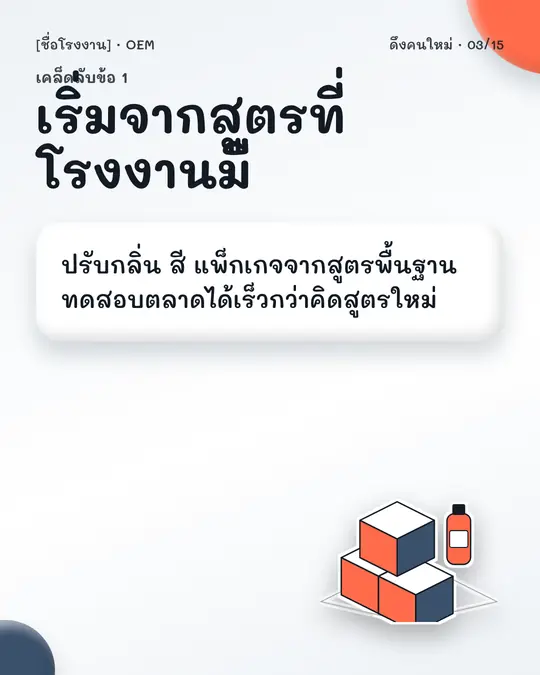 [ชื่อโรงงาน] · OEM
ดึงคนใหม่ · 03/15
เคล็ดลับข้อ 1
เริ่มจากสูตรที่
โรงงานมี
ปรับกลิ่น สี แพ็กเกจจากสูตรพื้นฐาน
ทดสอบตลาดได้เร็วกว่าคิดสูตรใหม่